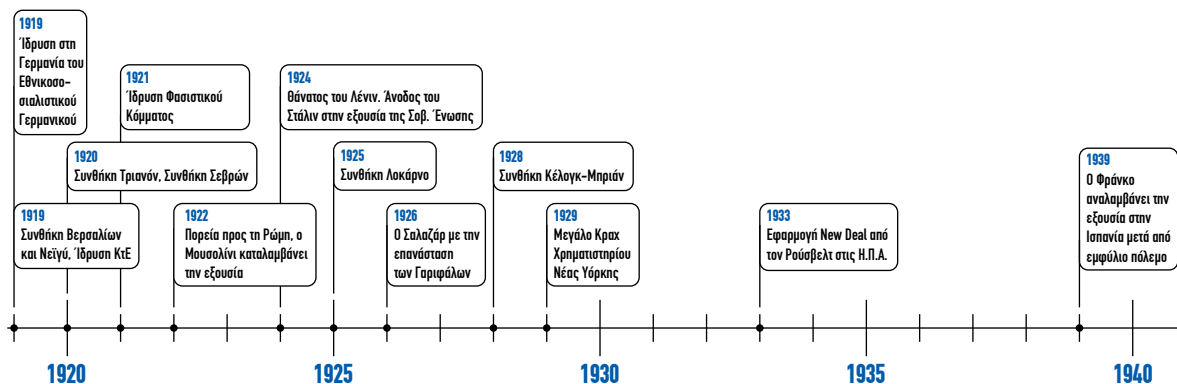 1919
Ίδρυση στη
Γερμανία του
Εθνικοσο-
σιαλιστικού
Γερμανικού
1921
Ίδρυση Φασιστικού
Κόμματος
1924
Θάνατος του Λένιν. Άνοδος του
Στάλιν στην εξουσία της Σοβ. Ένωσης
1920
Συνθήκη Τριανόν, Συνθήκη Σεβρών
1925
Συνθήκη Λοκάρνο
1928
Συνθήκη Κέλογκ-Μπριάν
1939
Ο Φράνκο
αναλαμβάνει την
εξουσία στην
Ισπανία μετά από
εμφύλιο πόλεμο
1919
Συνθήκη Βερσαλίων
και Νεϊγύ, Ίδρυση ΚτΕ
1922
Πορεία προς τη Ρώμη, ο
Μουσολίνι καταλαμβάνει
την εξουσία
1926
Ο Σαλαζάρ με την
επανάσταση
των Γαριφάλων
1929
Μεγάλο Κραχ
Χρηματιστηρίου
Νέας Υόρκης
1933
Εφαρμογή New Deal από
τον Ρούσβελτ στις Η.Π.Α.
1920
1925
1930
1935
1940